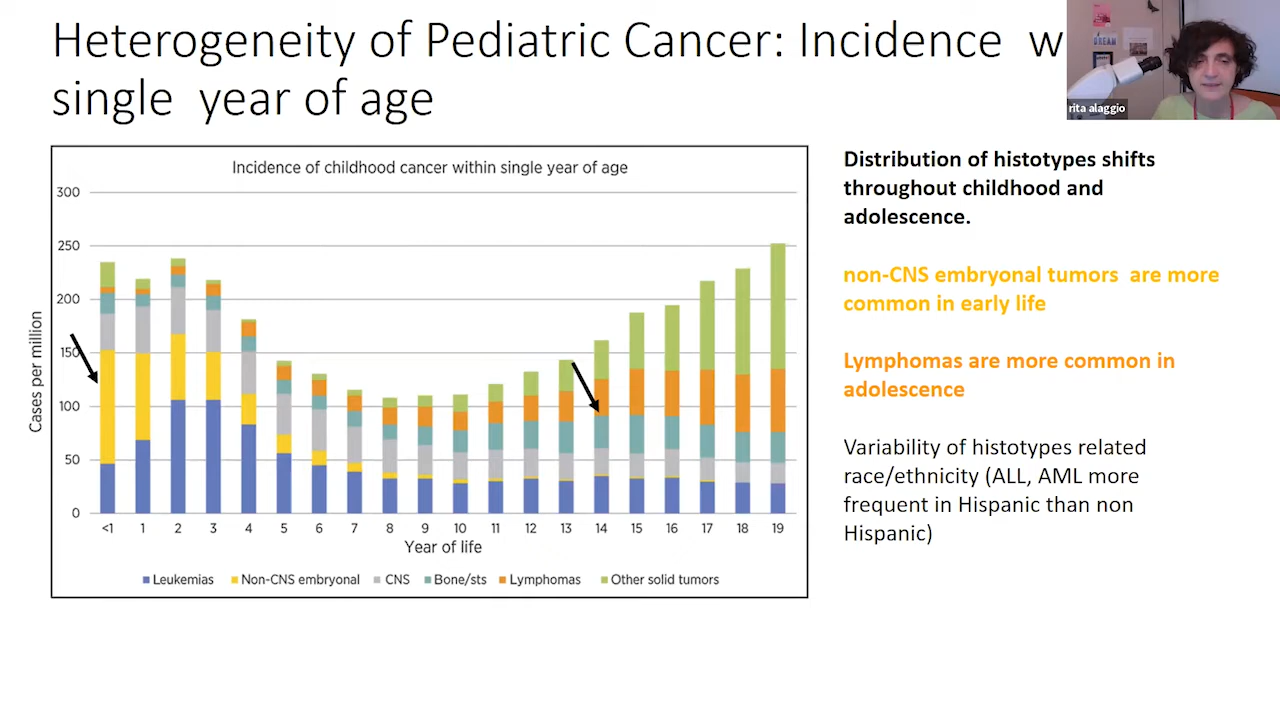 Heterogeneity of Pediatric Cancer: Incidence w
single year of age
DREAM
rita alaggio
Incidence of childhood cancer within single year of age
300
250
200
150
100
50
0
Cases per million
<1 1 2 3 4 5 6 7 8 9 10 11 12 13 14 15 16 17 18 19
Year of life
Leukemias Non-CNS embryonal CNS Bone/sts Lymphomas Other solid tumors
Distribution of histotypes shifts
throughout childhood and
adolescence.
non-CNS embryonal tumors are more
common in early life
Lymphomas are more common in
adolescence
Variability of histotypes related
race/ethnicity (ALL, AML more
frequent in Hispanic than non
Hispanic)